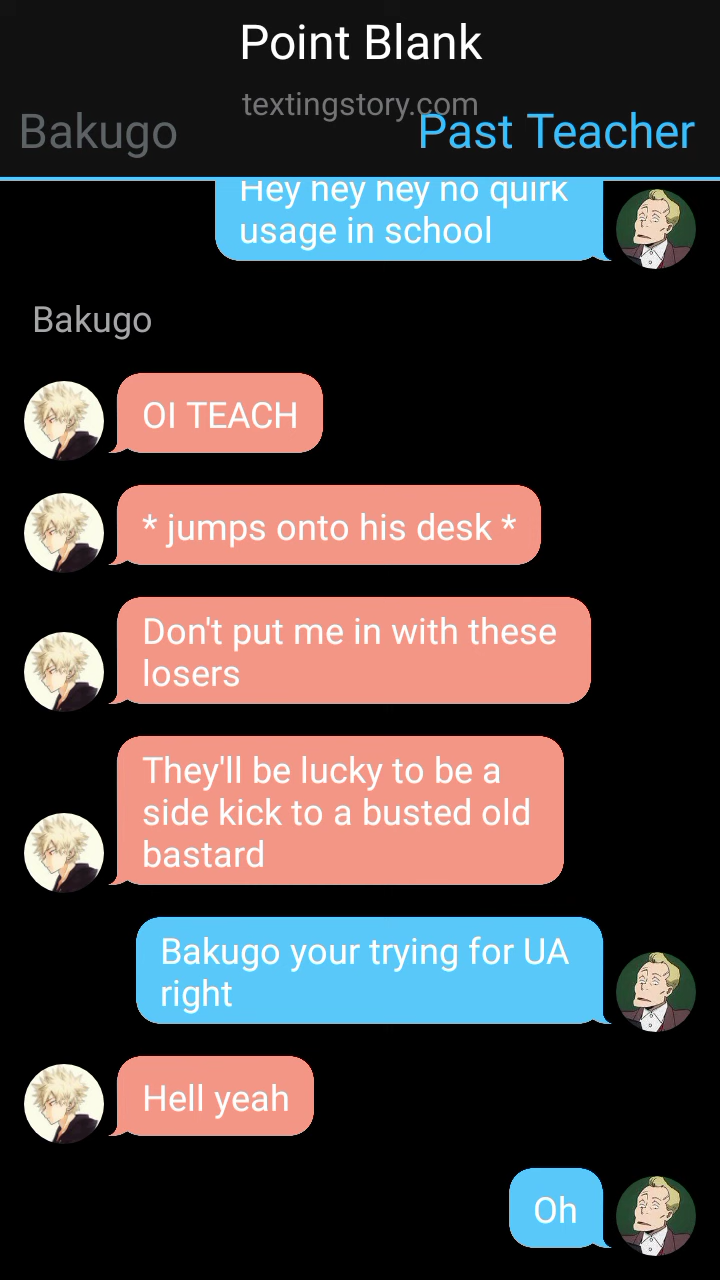 Point Blank
textingstory.com
Bakugo
Past Teacher
Hey hey hey no quirk
usage in school
Bakugo
OI TEACH
* jumps onto his desk *
Don't put me in with these
losers
They'll be lucky to be a
side kick to a busted old
bastard
Bakugo your trying for UA
right
Hell yeah
Oh